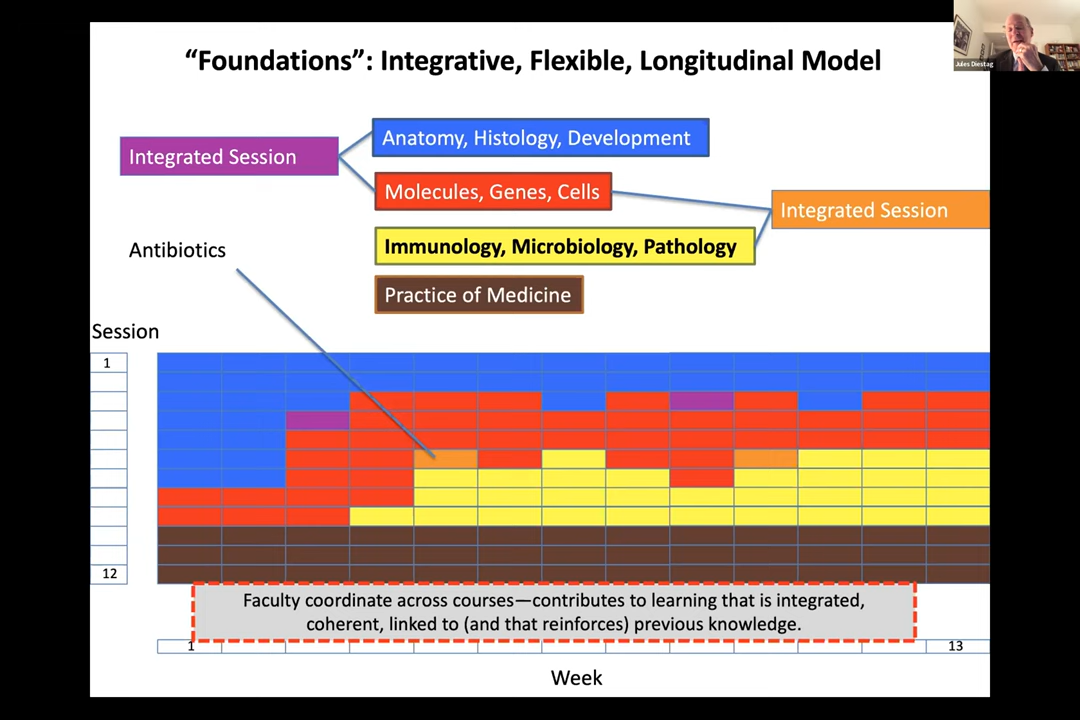 “Foundations”: Integrative, Flexible, Longitudinal Model
Jules Dienstag
Integrated Session
Anatomy, Histology, Development
Molecules, Genes, Cells
Integrated Session
Antibiotics
Immunology, Microbiology, Pathology
Practice of Medicine
Session
1
12
Faculty coordinate across courses—contributes to learning that is integrated,
coherent, linked to (and that reinforces) previous knowledge.
1
13
Week